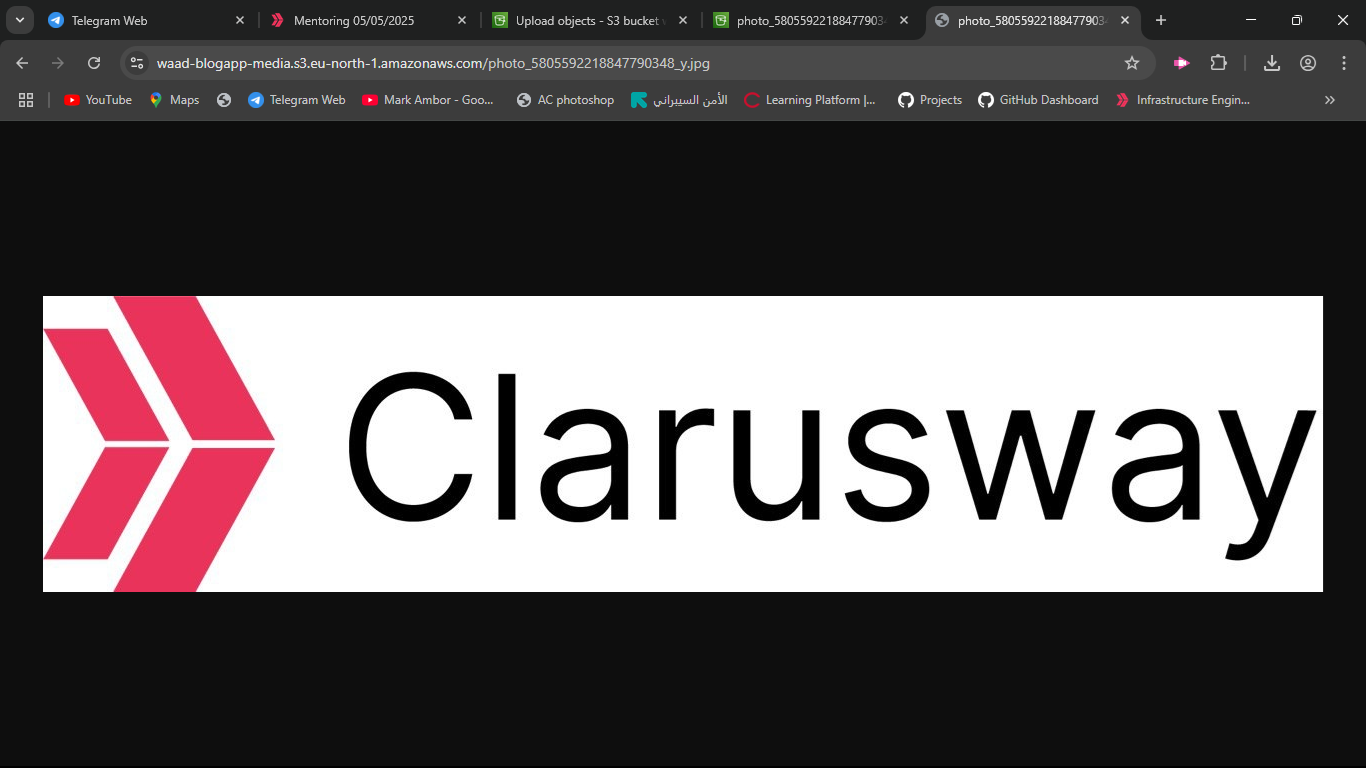 Telegram Web
Mentoring 05/05/2025
Upload objects - S3 bucket
photo_5805592218847790348
photo_5805592218847790348
waad-blogapp-media.s3.eu-north-1.amazonaws.com/photo_5805592218847790348_y.jpg
YouTube
Maps
Telegram Web
Mark Ambor - Goo...
AC photoshop
الأمن السيبراني
Learning Platform |...
Projects
GitHub Dashboard
Infrastructure Engin...
Clarusway